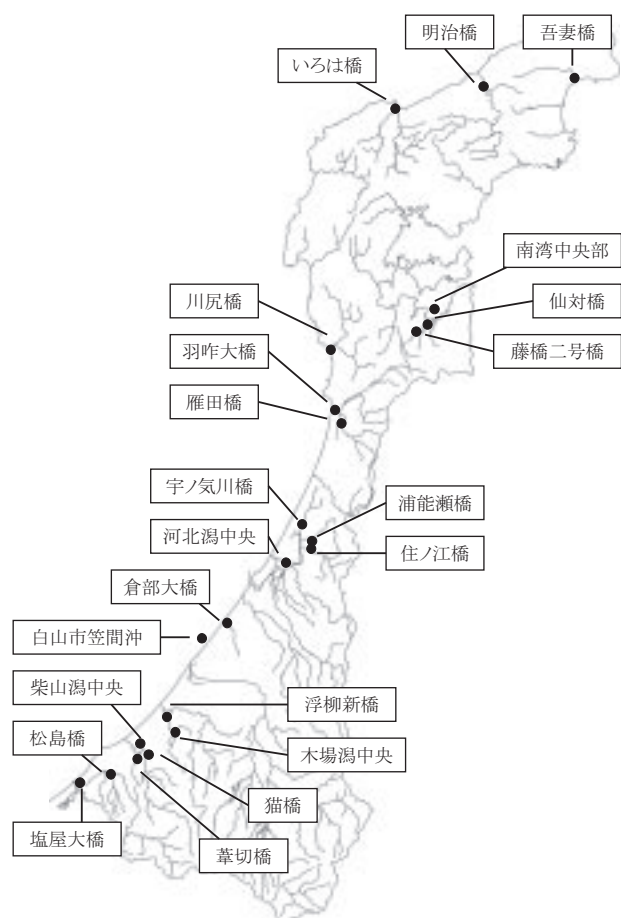 吾妻橋
明治橋
いろは橋
南湾中央部
川尻橋
仙対橋
羽咋大橋
藤橋二号橋
雁田橋
宇ノ気川橋
浦能瀬橋
河北潟中央
住ノ江橋
倉部大橋
白山市笠間沖
柴山潟中央
浮柳新橋
松島橋
木場潟中央
猫橋
塩屋大橋
葦切橋